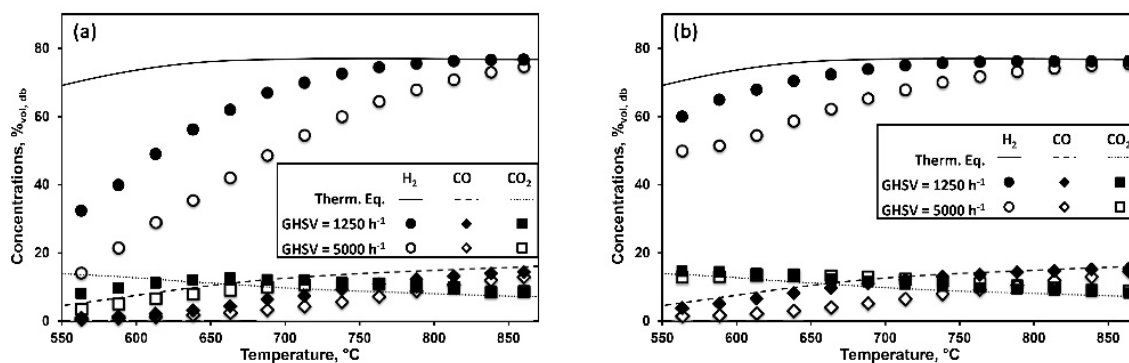 (a)
80
60
40
20
0
Concentrations, %vol, db
H₂ CO CO₂
Therm. Eq.
GHSV = 1250 h⁻¹
GHSV = 5000 h⁻¹
550 600 650 700 750 800 850
Temperature, °C
(b)
80
60
40
20
0
Concentrations, %vol, db
H₂ CO CO₂
Therm. Eq.
GHSV = 1250 h⁻¹
GHSV = 5000 h⁻¹
550 600 650 700 750 800 850
Temperature, °C